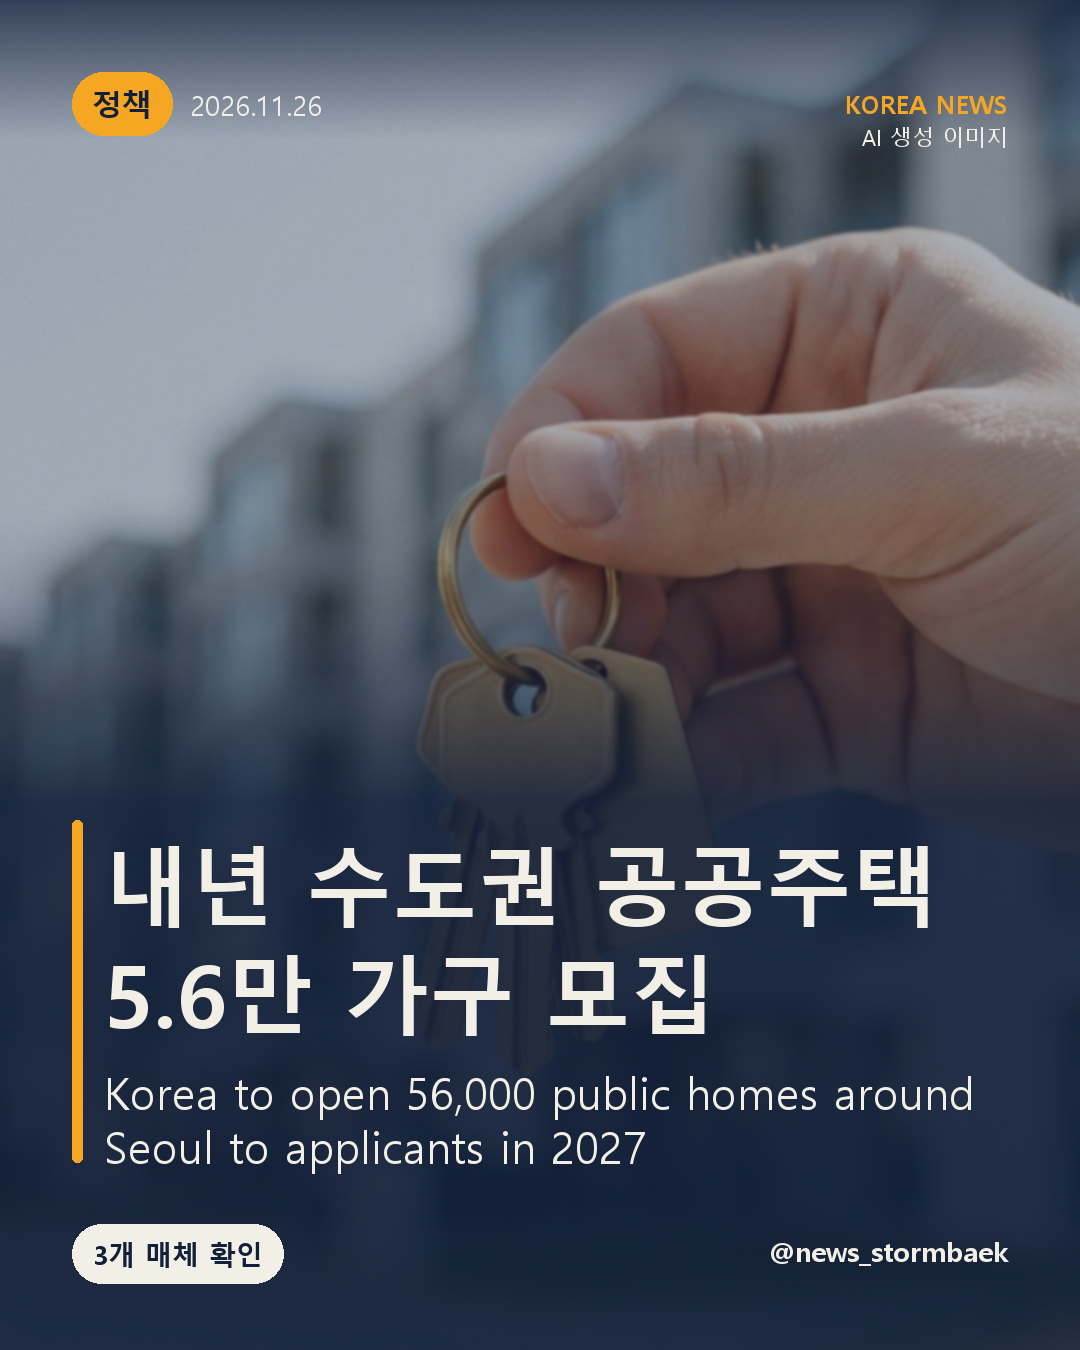 정책
2026.11.26
KOREA NEWS
AI 생성 이미지
내년 수도권 공공주택
5.6만 가구 모집
Korea to open 56,000 public homes around
Seoul to applicants in 2027
3개 매체 확인
@news_stormbaek